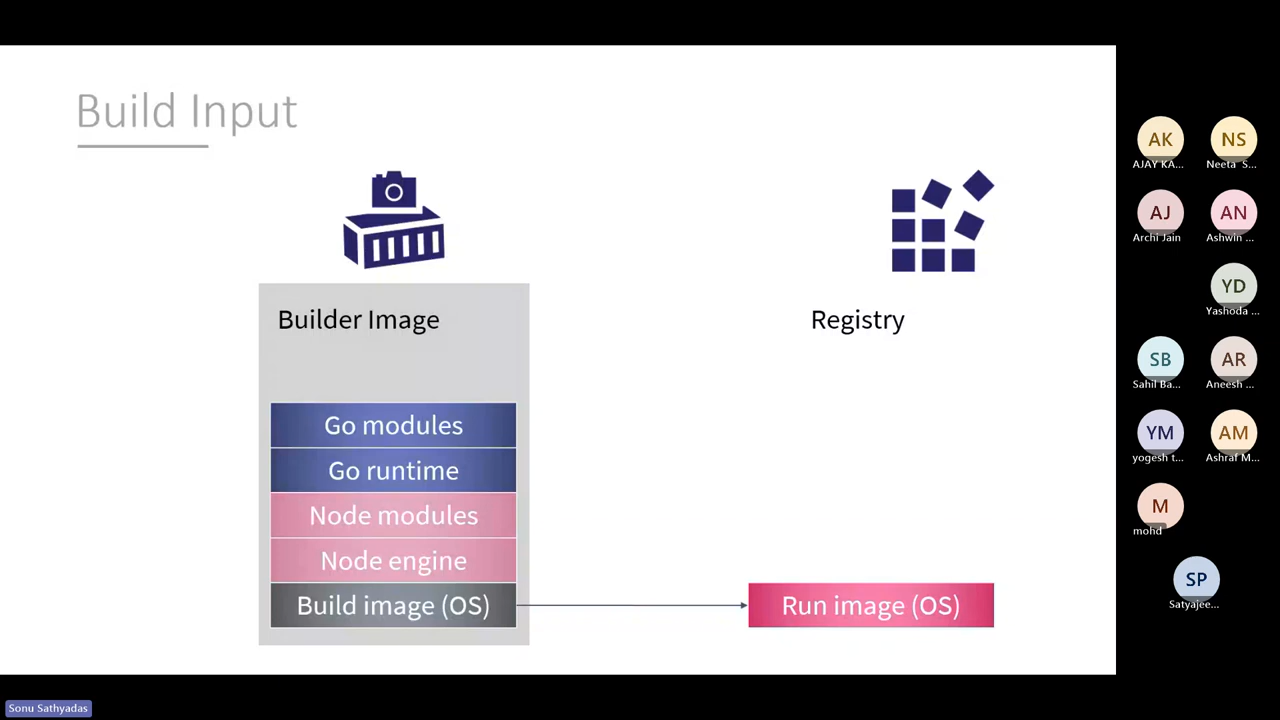 Build Input
Builder Image
Registry
Go modules
Go runtime
Node modules
Node engine
Build image (OS)
Run image (OS)
AK
AJAY KA...
NS
Neeta S...
AJ
Archi Jain
AN
Ashwin ...
YD
Yashoda ...
SB
Sahil Ba...
AR
Aneesh ...
YM
yogesh t...
AM
Ashraf M...
M
mohd
SP
Satyajee...
Sonu Sathyadas